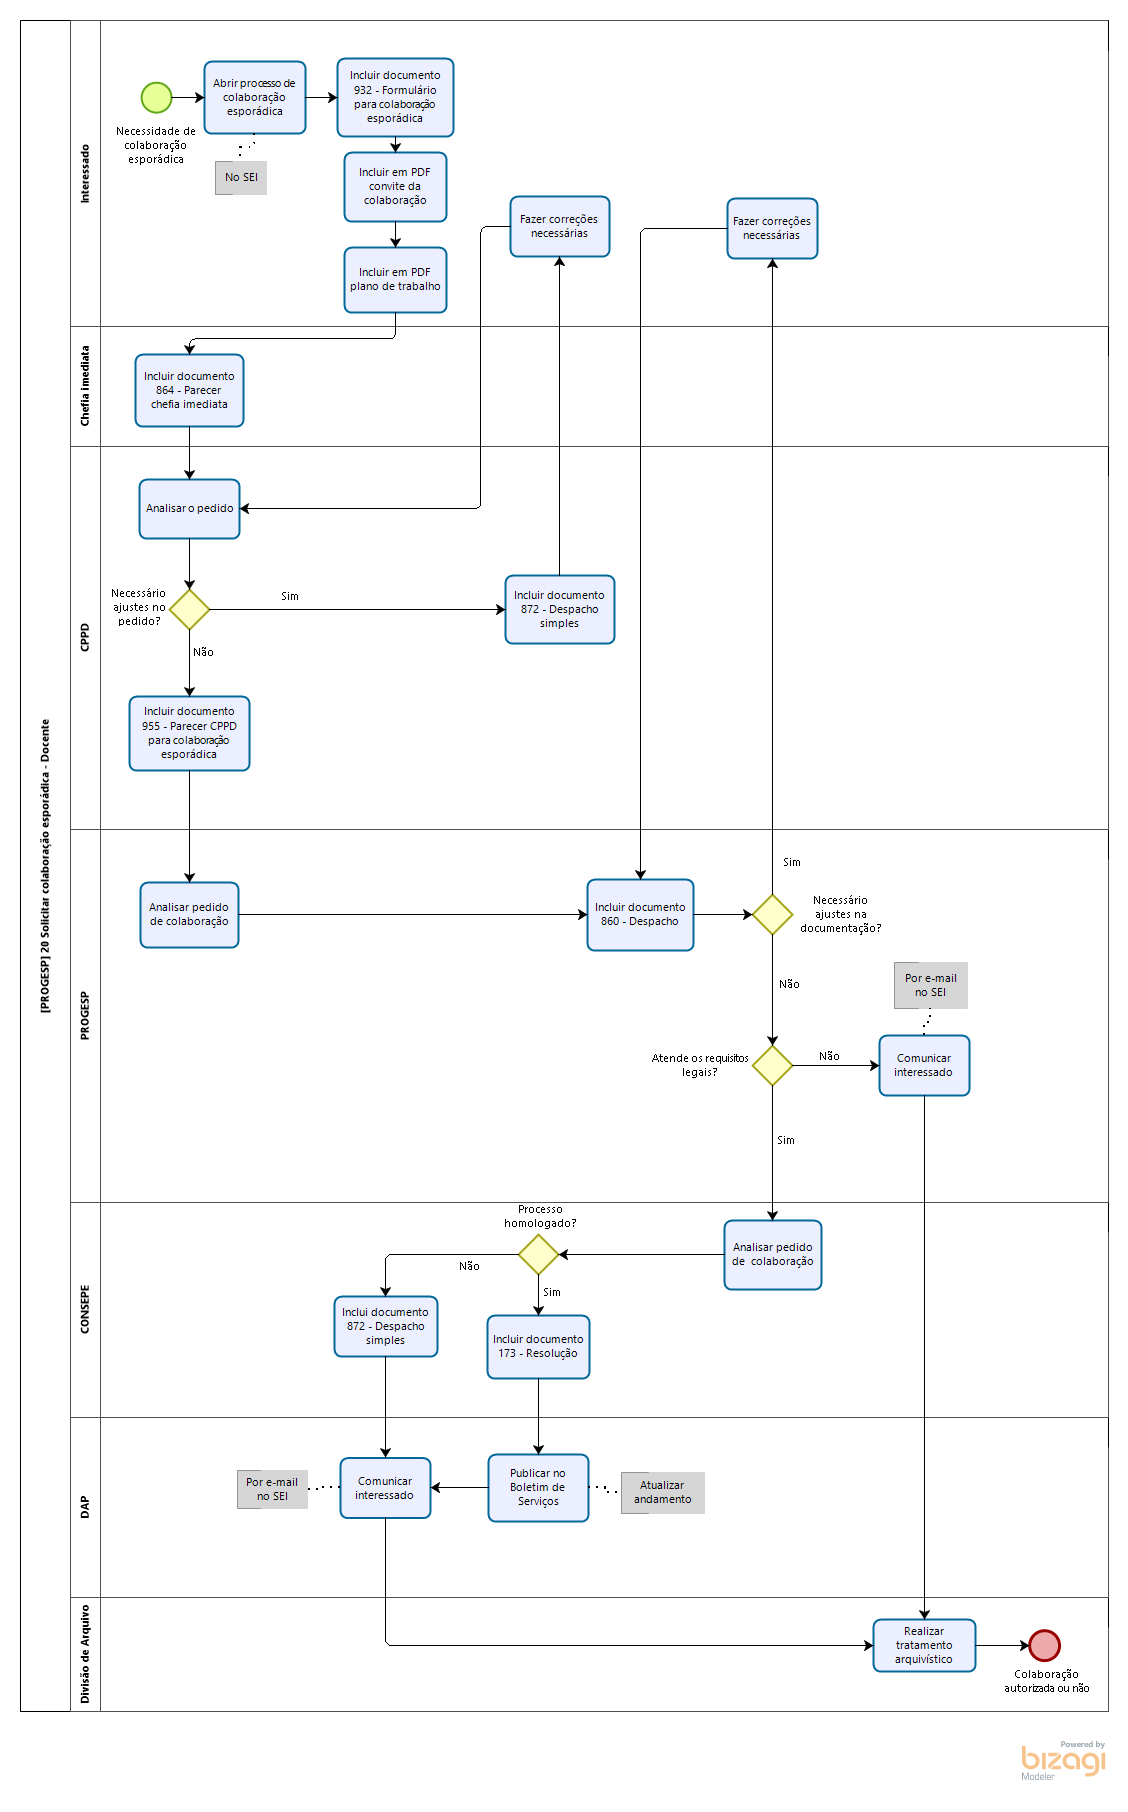 [PROGESP] 20 Solicitar colaboração esporádica - Docente
Interessado
Necessidade de
colaboração
esporádica
Abrir processo de
colaboração
esporádica
No SEI
Incluir documento
932 - Formulário
para colaboração
esporádica
Incluir em PDF
convite da
colaboração
Incluir em PDF
plano de trabalho
Fazer correções
necessárias
Fazer correções
necessárias
Chefia imediata
Incluir documento
864 - Parecer
chefia imediata
CPPD
Analisar o pedido
Necessário
ajustes no
pedido?
Sim
Não
Incluir documento
872 - Despacho
simples
Incluir documento
955 - Parecer CPPD
para colaboração
esporádica
PROGESP
Analisar pedido
de colaboração
Incluir documento
860 - Despacho
Sim
Necessário
ajustes na
documentação?
Não
Atende os requisitos
legais?
Não
Sim
Por e-mail
no SEI
Comunicar
interessado
CONSEPE
Analisar pedido
de colaboração
Processo
homologado?
Não
Sim
Inclui documento
872 - Despacho
simples
Incluir documento
173 - Resolução
DAP
Por e-mail
no SEI
Comunicar
interessado
Publicar no
Boletim de
Serviços
Atualizar
andamento
Divisão de Arquivo
Realizar
tratamento
arquivístico
Colaboração
autorizada ou não
Powered by
bizagi
Modeler